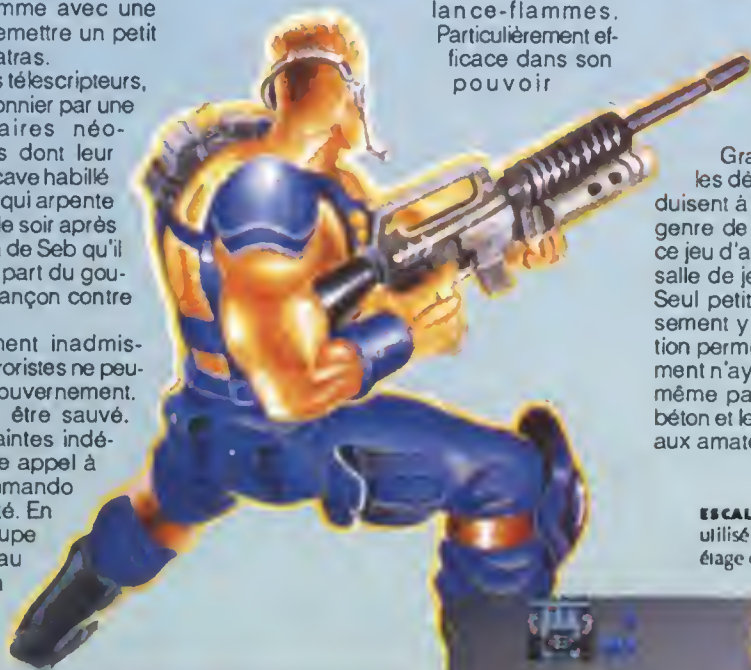 mme avec une
emettre un petit
atras.
s téléscripteurs,
onnier par une
aires néo-
s dont leur
cave habillé
qui arpente
le soir après
n de Seb qu'il
part du gou-
ançon contre
ment inadmis-
roristes ne peu-
ouvernement.
être sauvé.
aintes indé-
e appel à
mmando
é. En
upe
au
n
lance-flammes.
Particulièrement ef-
ficace dans son
pouvoir
Gra
les dé
duisent à
genre de
ce jeu d'a
salle de je
Seul petit
sement y
tion perme
ment n'ay
même pa
béton et le
aux amate
ESCAL
utilisé
étage